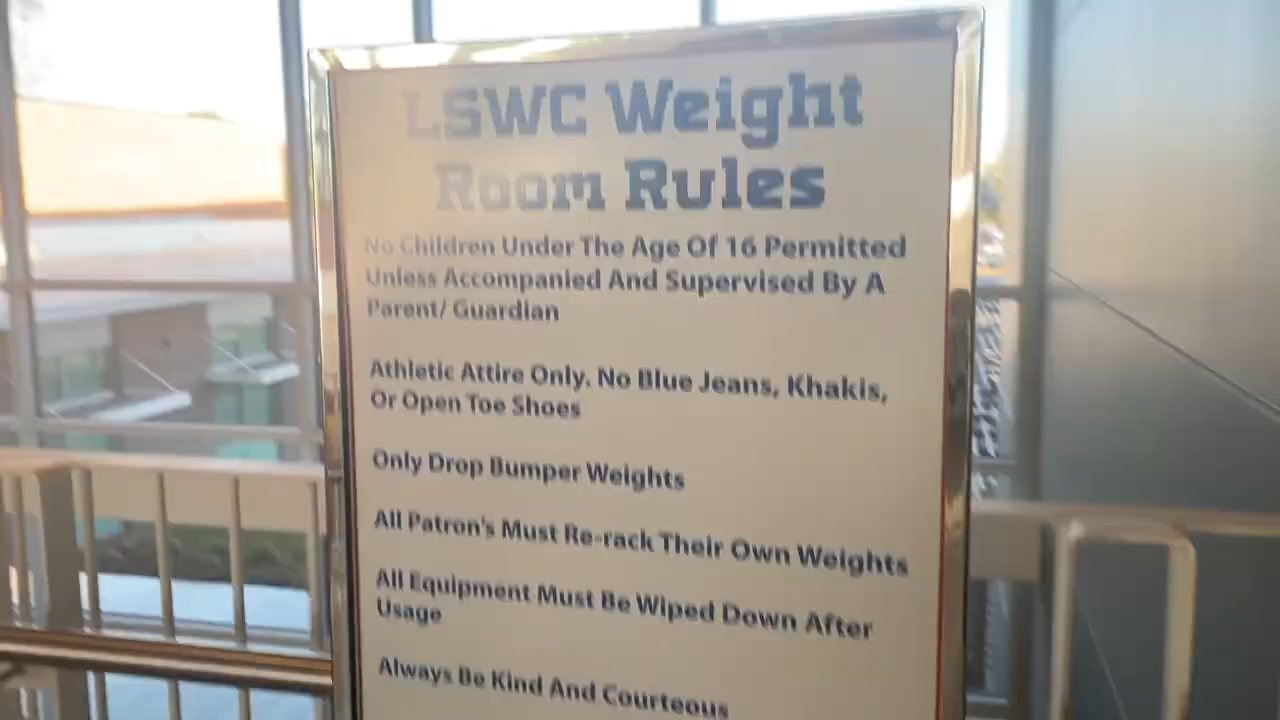 LSWC Weight
Room Rules
No Children Under The Age Of 16 Permitted
Unless Accompanied And Supervised By A
Parent/ Guardian
Athletic Attire Only. No Blue Jeans, Khakis,
Or Open Toe Shoes
Only Drop Bumper Weights
All Patron's Must Re-rack Their Own Weights
All Equipment Must Be Wiped Down After
Usage
Always Be Kind And Courteous